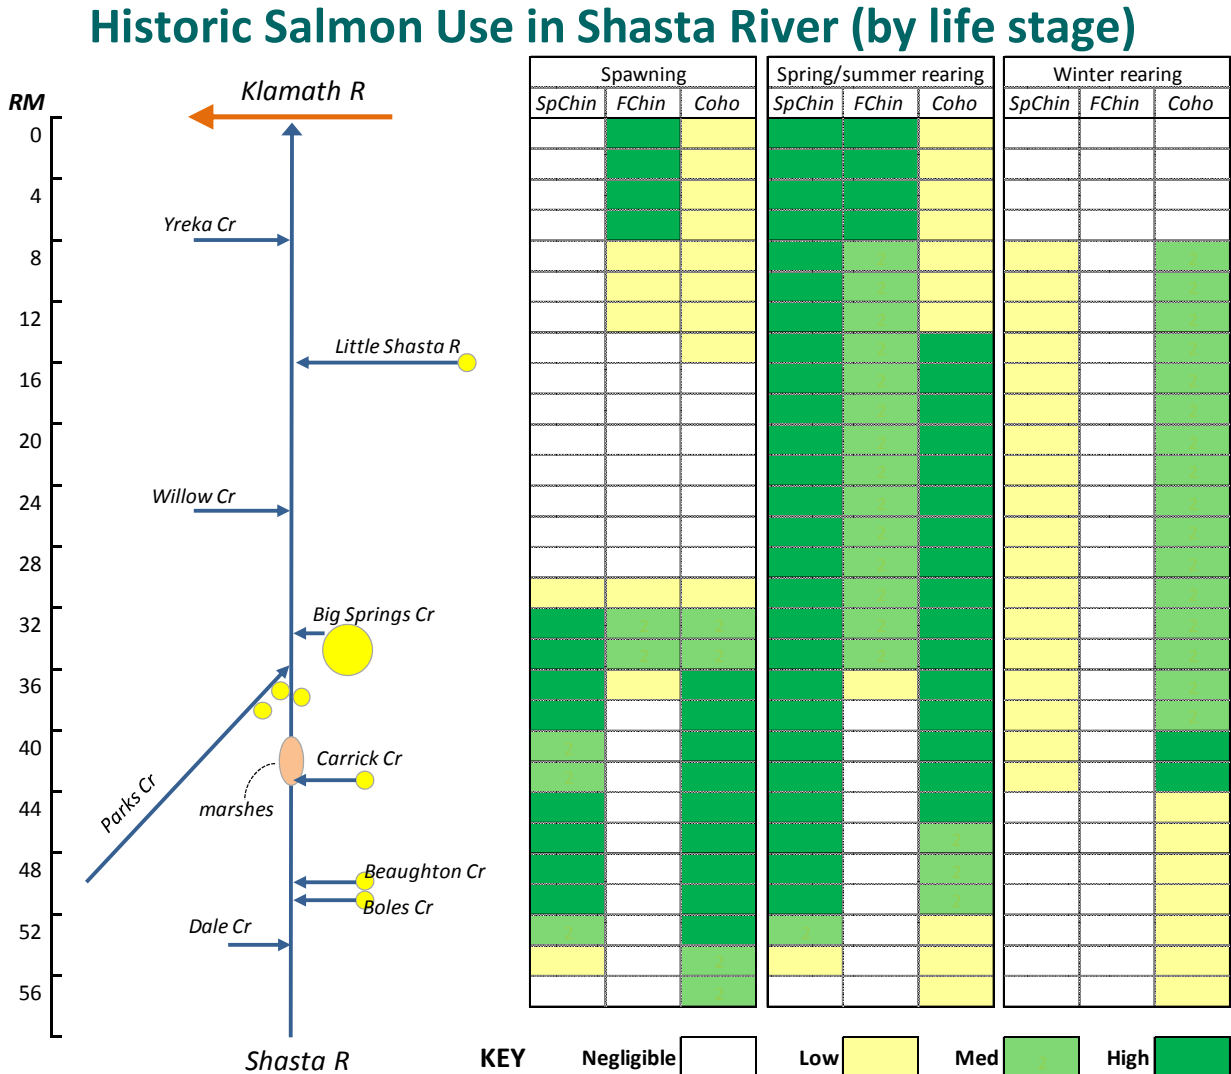 Historic Salmon Use in Shasta River (by life stage)
Spawning Spring/summer rearing Winter rearing
RM Klamath R SpChin FChin Coho SpChin FChin Coho SpChin FChin Coho
0
4
Yreka Cr
8
12
Little Shasta R
16
20
Willow Cr
24
28
Big Springs Cr
32
36
40
Carrick Cr
Parks Cr
marshes
44
48
Beaughton Cr
Boles Cr
Dale Cr
52
56
Shasta R
KEY Negligible Low Med High